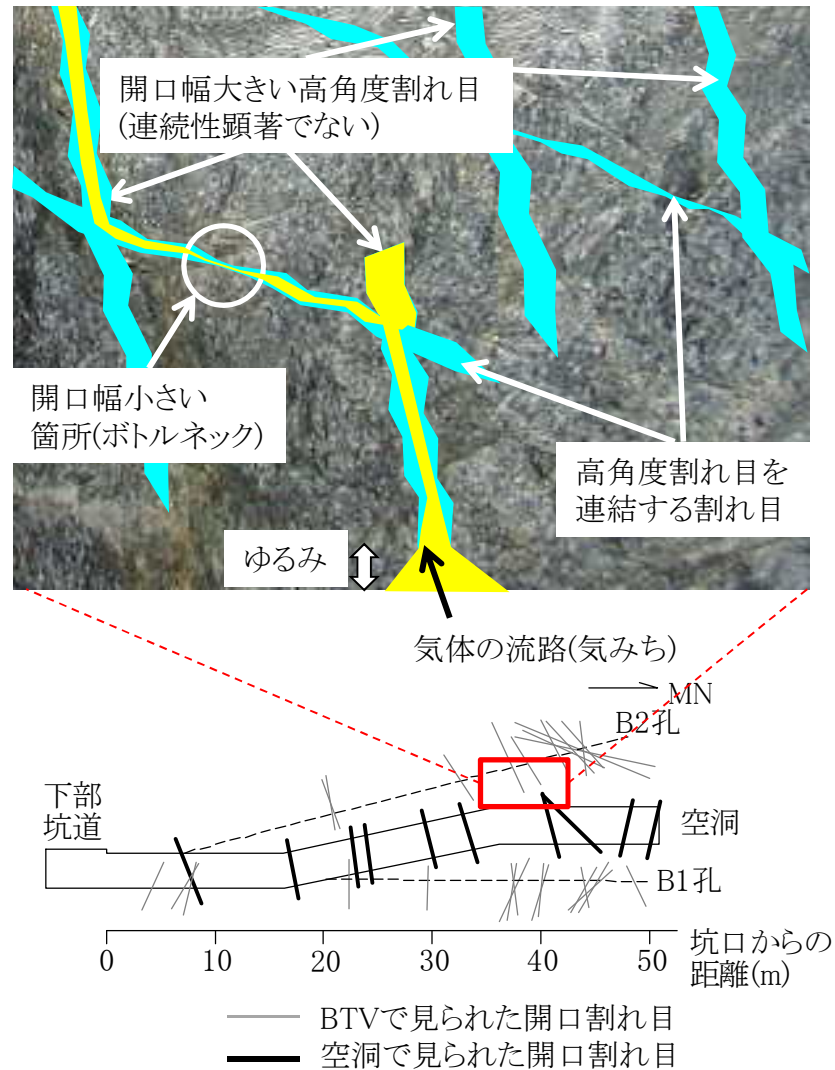 開口幅大きい高角度割れ目
(連続性顕著でない)
開口幅小さい
箇所(ボトルネック)
高角度割れ目を
連結する割れ目
ゆるみ
気体の流路(気みち)
MN
B2孔
下部
坑道
空洞
B1孔
0 10 20 30 40 50
坑口からの
距離(m)
BTVで見られた開口割れ目
空洞で見られた開口割れ目